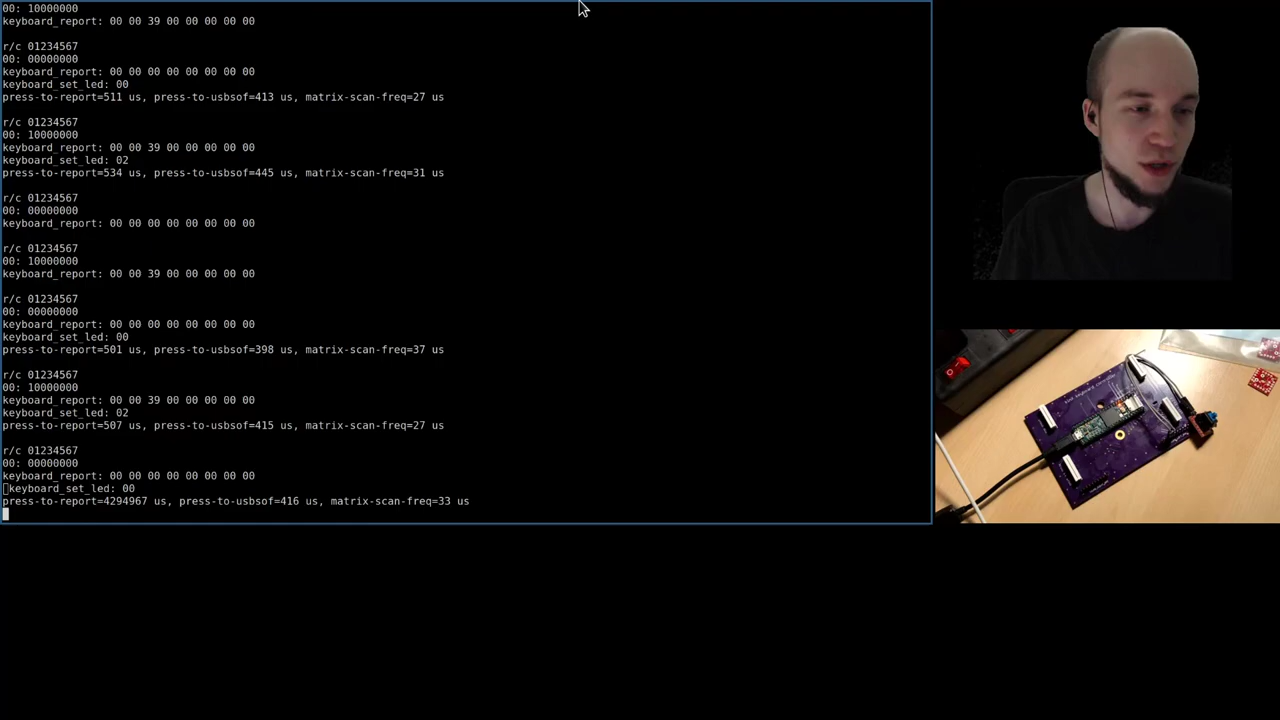 00: 10000000
keyboard_report: 00 00 39 00 00 00 00 00
r/c 01234567
00: 00000000
keyboard_report: 00 00 00 00 00 00 00 00
keyboard_set_led: 00
press-to-report=511 us, press-to-usbsof=413 us, matrix-scan-freq=27 us
r/c 01234567
00: 10000000
keyboard_report: 00 00 39 00 00 00 00 00
keyboard_set_led: 02
press-to-report=534 us, press-to-usbsof=445 us, matrix-scan-freq=31 us
r/c 01234567
00: 00000000
keyboard_report: 00 00 00 00 00 00 00 00
r/c 01234567
00: 10000000
keyboard_report: 00 00 39 00 00 00 00 00
r/c 01234567
00: 00000000
keyboard_report: 00 00 00 00 00 00 00 00
keyboard_set_led: 00
press-to-report=501 us, press-to-usbsof=398 us, matrix-scan-freq=37 us
r/c 01234567
00: 10000000
keyboard_report: 00 00 39 00 00 00 00 00
keyboard_set_led: 02
press-to-report=507 us, press-to-usbsof=415 us, matrix-scan-freq=27 us
r/c 01234567
00: 00000000
keyboard_report: 00 00 00 00 00 00 00 00
keyboard_set_led: 00
press-to-report=4294967 us, press-to-usbsof=416 us, matrix-scan-freq=33 us
keyboard controller